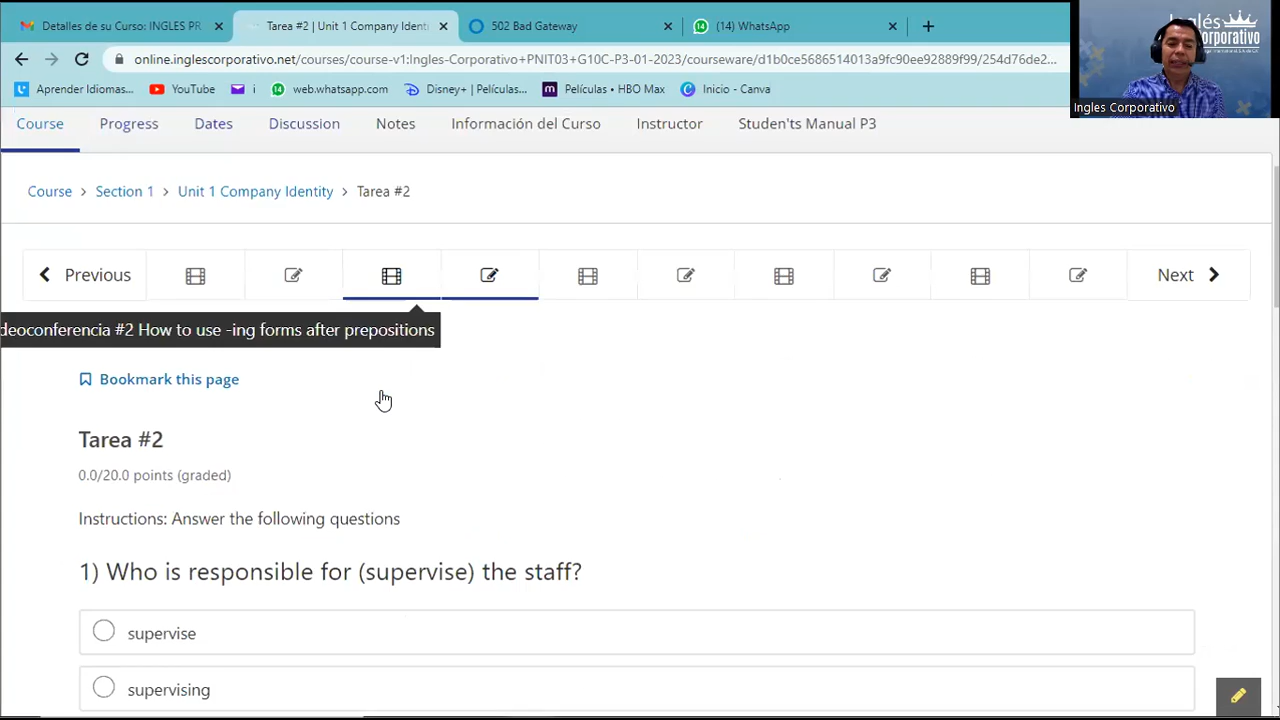 Detalles de su Curso: INGLES PR
Tarea #2 | Unit 1 Company Identi
502 Bad Gateway
(14) WhatsApp
online.inglescorporativo.net/courses/course-v1:Ingles-Corporativo+PNIT03+G10C-P3-01-2023/courseware/d1b0ce5686514013a9fc90ee92889f99/254d76de2...
Aprender Idiomas...
YouTube
i
web.whatsapp.com
Disney+ | Películas...
Películas • HBO Max
Inicio - Canva
Inglés
Corporativo
Ingles Corporativo
Course
Progress
Dates
Discussion
Notes
Información del Curso
Instructor
Studen'ts Manual P3
Course > Section 1 > Unit 1 Company Identity > Tarea #2
Previous
Next
deoconferencia #2 How to use -ing forms after prepositions
Bookmark this page
Tarea #2
0.0/20.0 points (graded)
Instructions: Answer the following questions
1) Who is responsible for (supervise) the staff?
supervise
supervising